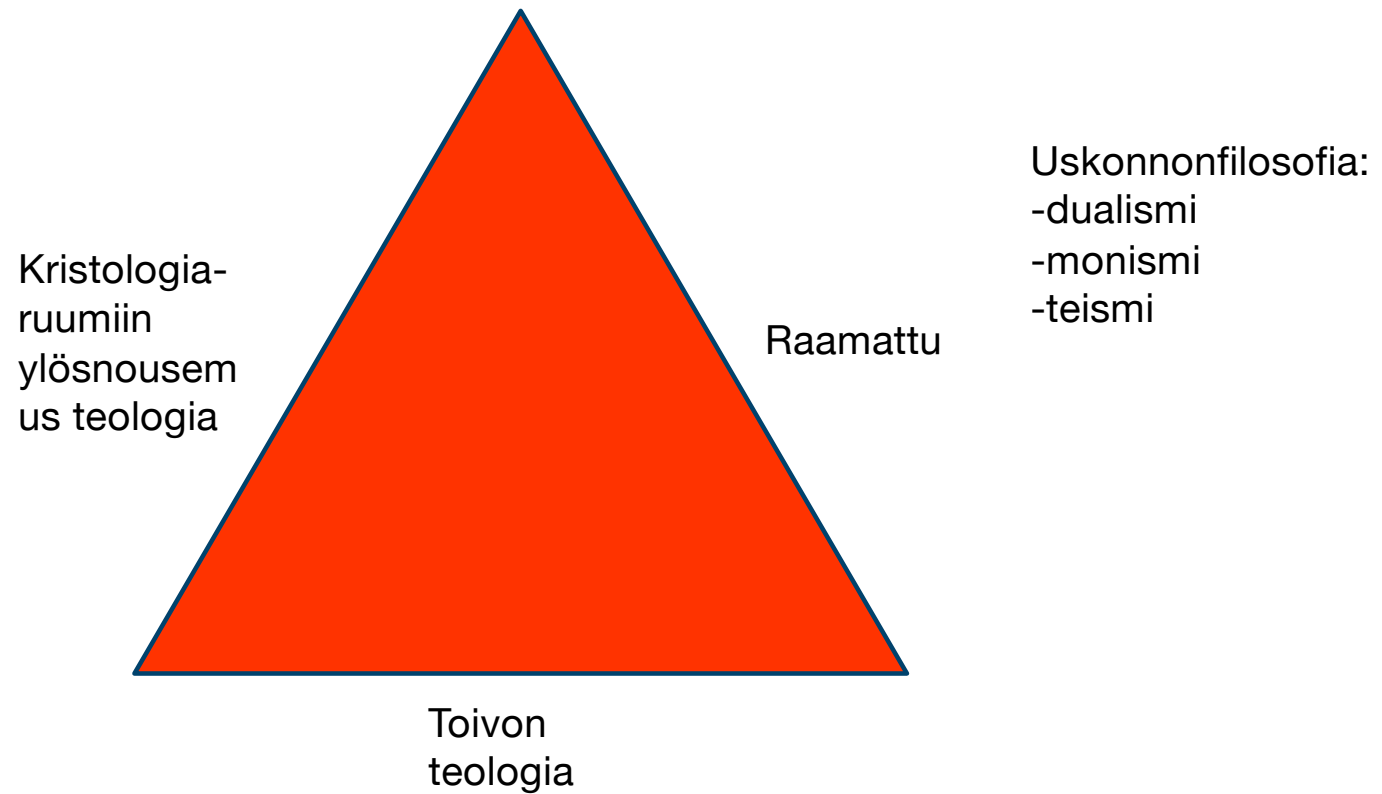 Kristologia-
ruumiin
ylösnousem
us teologia
Raamattu
Uskonnonfilosofia:
-dualismi
-monismi
-teismi
Toivon
teologia